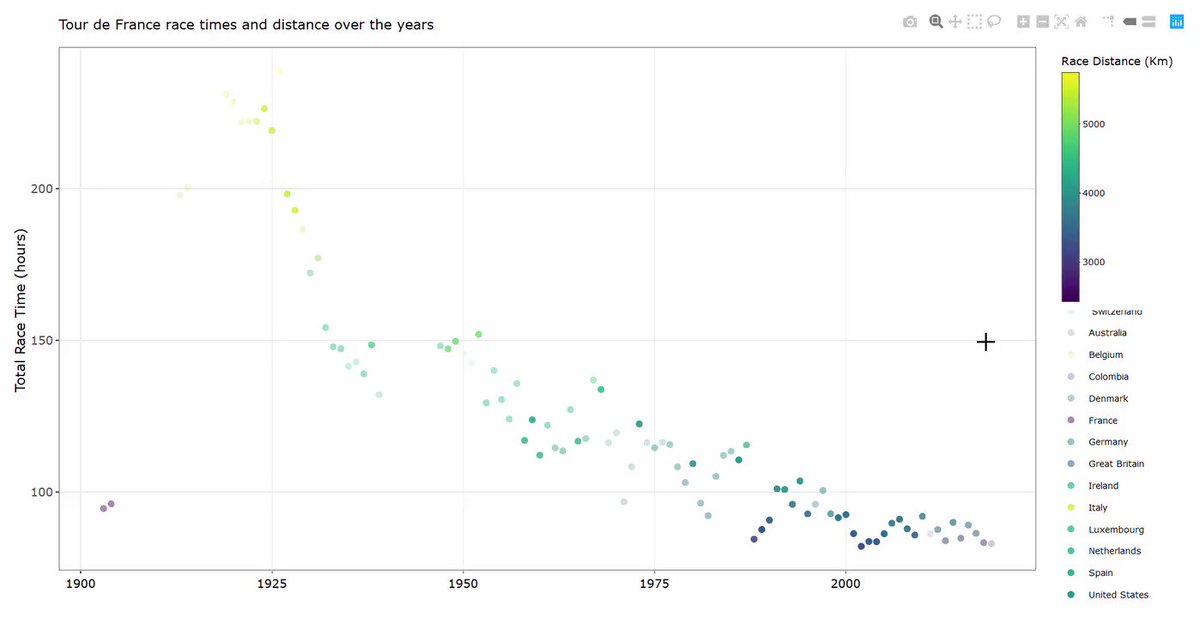 Tour de France race times and distance over the years
Race Distance (Km)
5000
4000
3000
Switzerland
Australia
Belgium
Colombia
Denmark
France
Germany
Great Britain
Ireland
Italy
Luxembourg
Netherlands
Spain
United States
Total Race Time (hours)
200
150
100
1900 1925 1950 1975 2000